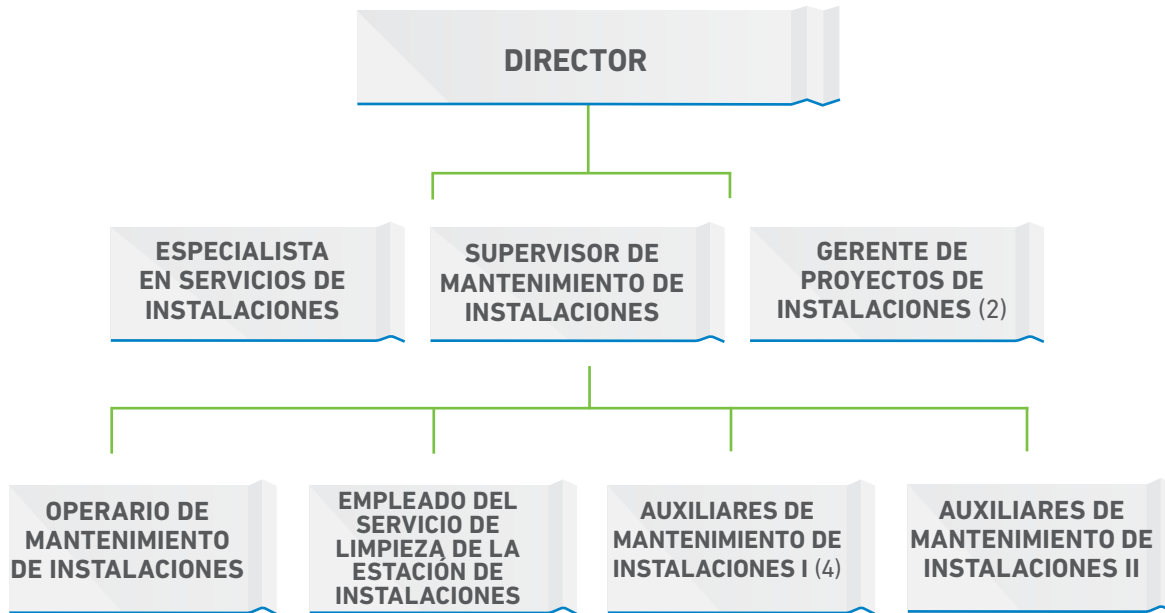 DIRECTOR
ESPECIALISTA
EN SERVICIOS DE
INSTALACIONES
SUPERVISOR DE
MANTENIMIENTO DE
INSTALACIONES
GERENTE DE
PROYECTOS DE
INSTALACIONES (2)
OPERARIO DE
MANTENIMIENTO
DE INSTALACIONES
EMPLEADO DEL
SERVICIO DE
LIMPIEZA DE LA
ESTACIÓN DE
INSTALACIONES
AUXILIARES DE
MANTENIMIENTO DE
INSTALACIONES I (4)
AUXILIARES DE
MANTENIMIENTO DE
INSTALACIONES II